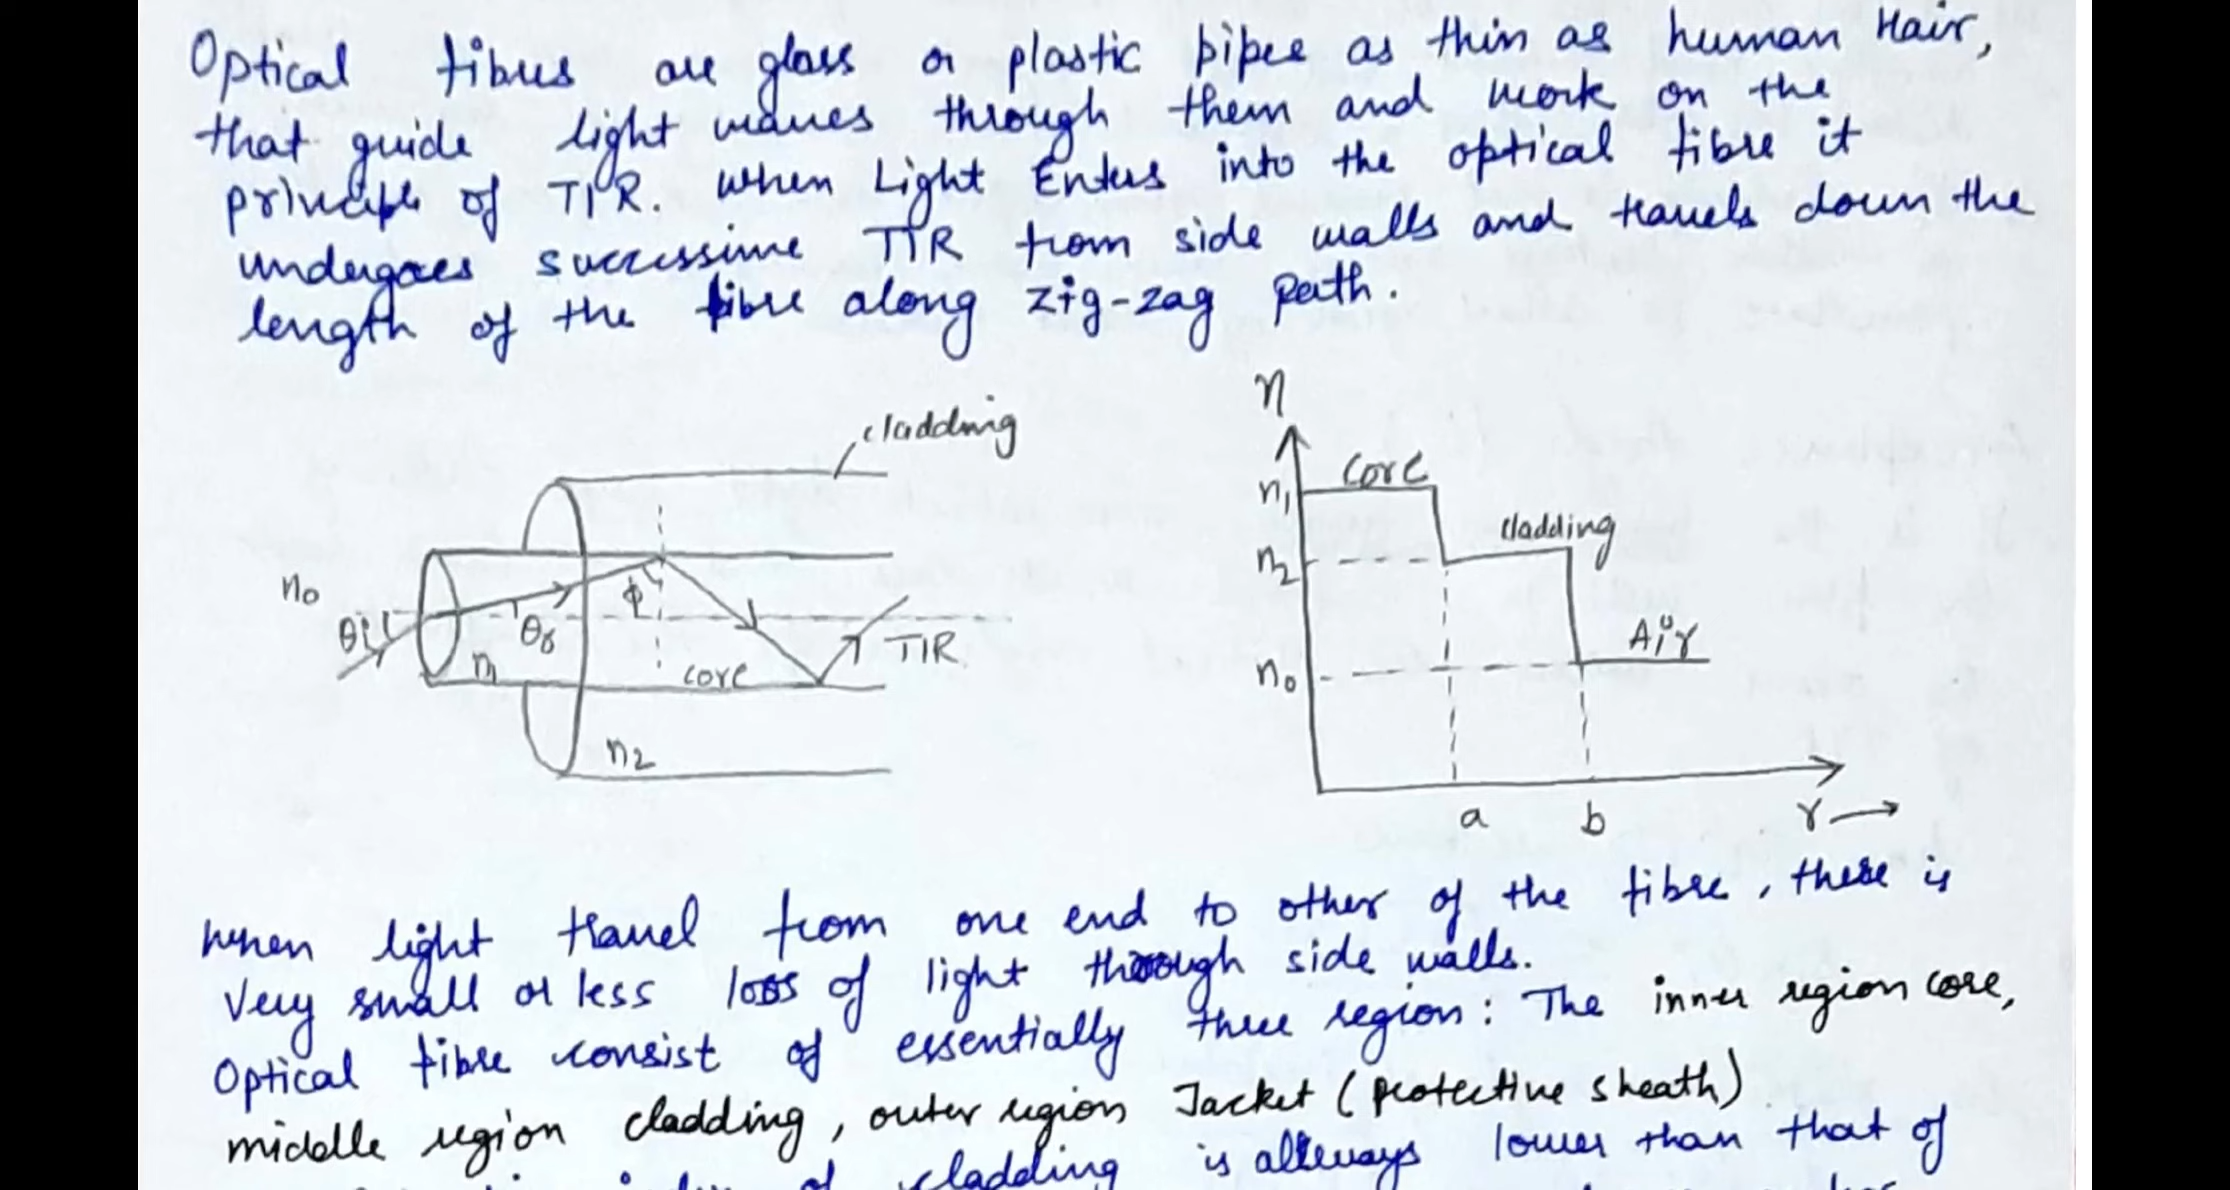 Optical fibres are glass or plastic pipes as thin as human Hair,
that guide light waves through them and work on the
principle of TIR. when Light Enters into the optical fibre it
undergoes successive TIR from side walls and travels down the
length of the fibre along zig-zag Path.
cladding
n0
θi
θr
ϕ
n1
core
TIR
n2
n
n1
core
n2
cladding
n0
Air
a
b
r
when light travel from one end to other of the fibre, there is
Very small or less loss of light through side walls.
Optical fibre consist of essentially three region: The inner region core,
middle region cladding, outer region Jacket (protective sheath)
of cladding is allways lower than that of